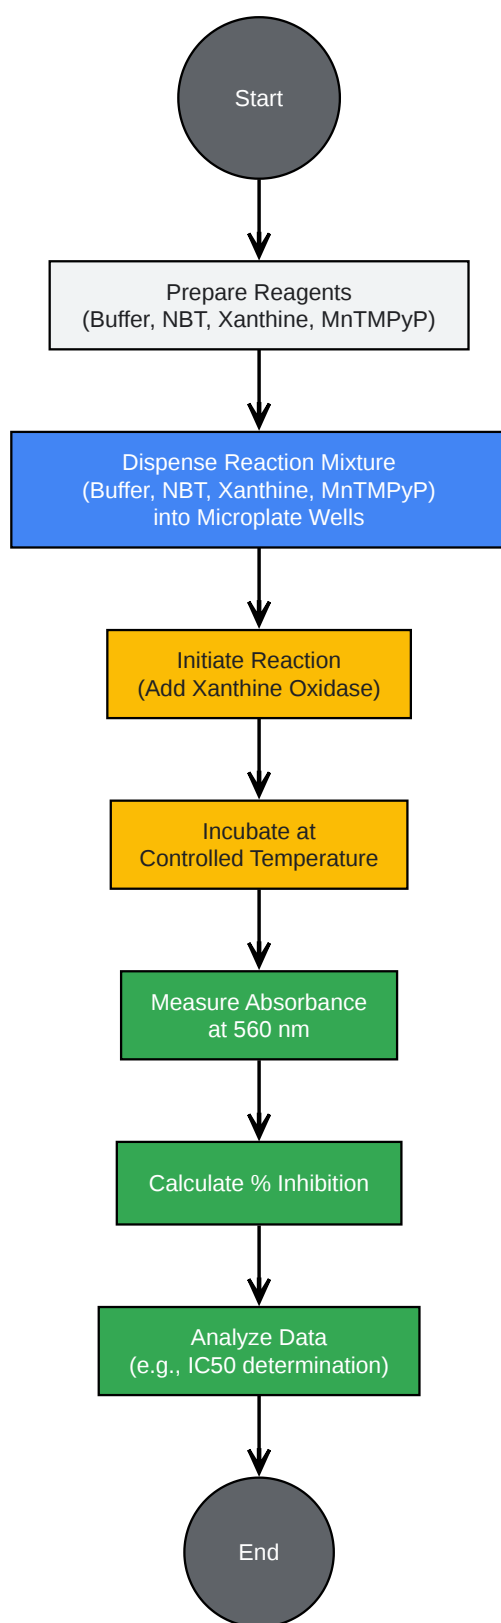 Start
Prepare Reagents
(Buffer, NBT, Xanthine, MnTMPyP)
Dispense Reaction Mixture
(Buffer, NBT, Xanthine, MnTMPyP)
into Microplate Wells
Initiate Reaction
(Add Xanthine Oxidase)
Incubate at
Controlled Temperature
Measure Absorbance
at 560 nm
Calculate % Inhibition
Analyze Data
(e.g., IC50 determination)
End